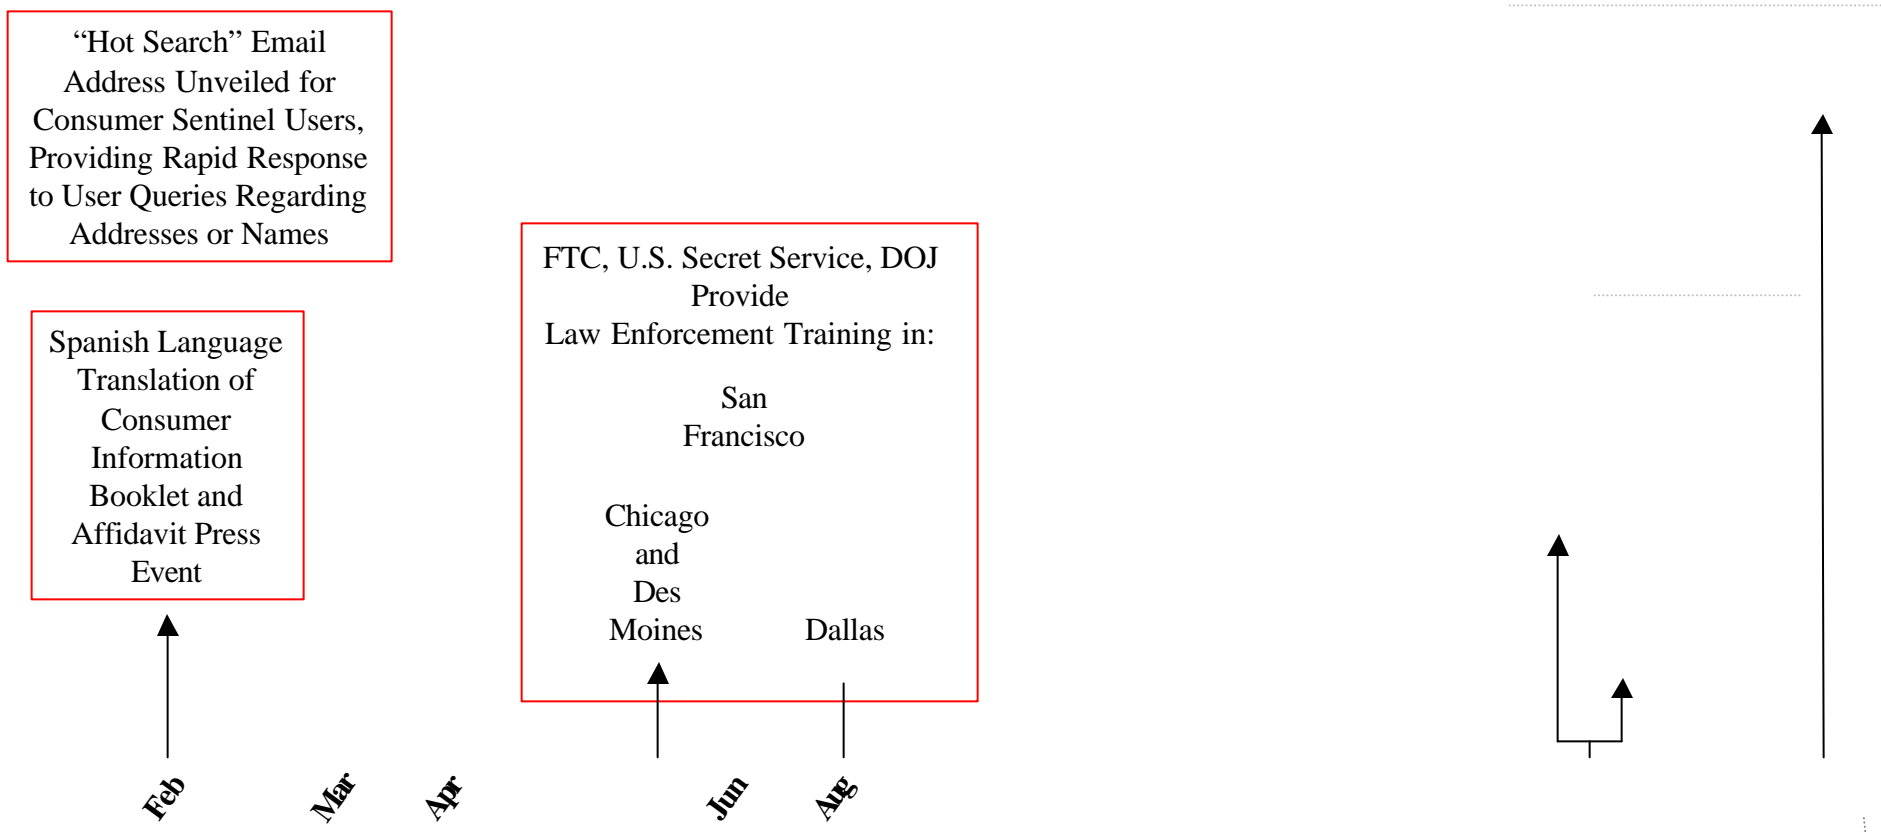 “Hot Search” Email
Address Unveiled for
Consumer Sentinel Users,
Providing Rapid Response
to User Queries Regarding
Addresses or Names
Spanish Language
Translation of
Consumer
Information
Booklet and
Affidavit Press
Event
FTC, U.S. Secret Service, DOJ
Provide
Law Enforcement Training in:
San
Francisco
Chicago
and
Des
Moines
Dallas
Feb
Mar
Apr
Jun
Aug